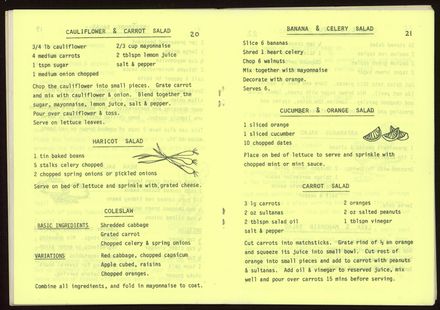 CAULIFLOWER & CARROT SALAD
20
3/4 lb cauliflower 2/3 cup mayonnaise
4 medium carrots 2 tblspn lemon juice
1 tspn sugar salt & pepper
1 medium onion chopped
Chop the cauliflower into small pieces. Grate carrot
and mix with cauliflower & onion. Blend together the
sugar, mayonnaise, lemon juice, salt & pepper.
Pour over cauliflower & toss.
Serve on lettuce leaves.
HARICOT SALAD
1 tin baked beans
5 stalks celery chopped
2 chopped spring onions or pickled onions
Serve on bed of lettuce and sprinkle with grated cheese.
COLESLAW
BASIC INGREDIENTS Shredded cabbage
Grated carrot
Chopped celery & spring onions
VARIATIONS Red cabbage, chopped capsicum
Apple cubed, raisins
Chopped oranges.
Combine all ingredients, and fold in mayonnaise to coat.
BANANA & CELERY SALAD
21
Slice 6 bananas
Shred 1 heart celery
Chop 6 walnuts
Mix together with mayonnaise
Decorate with orange.
Serves 6.
CUCUMBER & ORANGE SALAD
1 sliced orange
1 sliced cucumber
10 chopped dates
Place on bed of lettuce to serve and sprinkle with
chopped mint or mint sauce.
CARROT SALAD
3 lg carrots 2 oranges
2 oz sultanas 2 oz salted peanuts
2 tblspn salad oil 1 tblspn vinegar
salt & pepper
Cut carrots into matchsticks. Grate rind of ½ an orange
and squeeze its juice into small bowl. Cut rest of
orange into small pieces and add to carrot with peanuts
& sultanas. Add oil & vinegar to reserved juice, mix
well and pour over carrots 15 mins before serving.